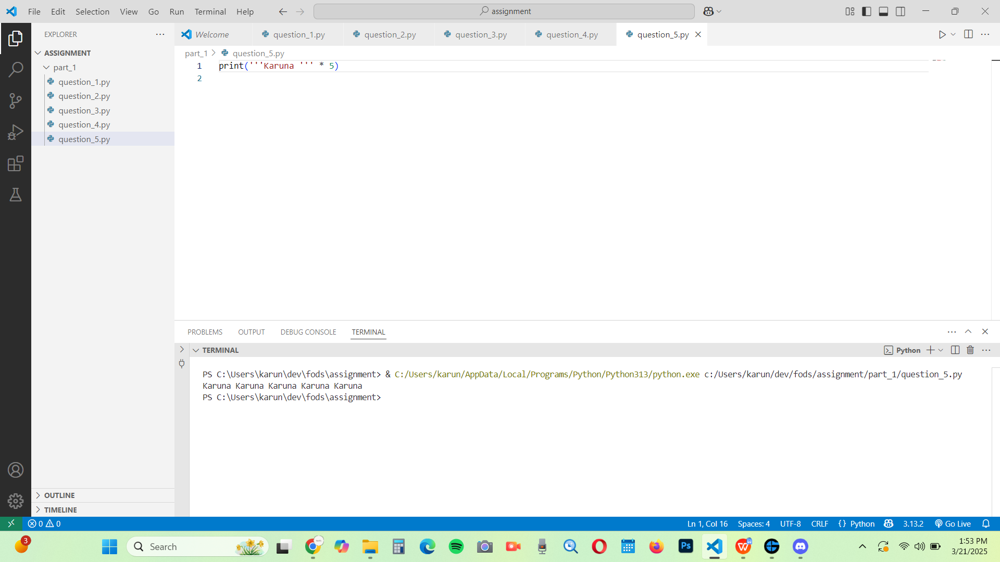 File Edit Selection View Go Run Terminal Help
assignment
EXPLORER
ASSIGNMENT
part_1
question_1.py
question_2.py
question_3.py
question_4.py
question_5.py
OUTLINE
TIMELINE
Welcome question_1.py question_2.py question_3.py question_4.py question_5.py
part_1 question_5.py
1 print('''Karuna ''' * 5)
2
PROBLEMS OUTPUT DEBUG CONSOLE TERMINAL
TERMINAL
Python
PS C:\Users\karun\dev\fods\assignment> & C:/Users/karun/AppData/Local/Programs/Python/Python313/python.exe c:/Users/karun/dev/fods/assignment/part_1/question_5.py
Karuna Karuna Karuna Karuna Karuna
PS C:\Users\karun\dev\fods\assignment>
0 0
Ln 1, Col 16 Spaces: 4 UTF-8 CRLF {} Python 3.13.2 Go Live
3
Search
Ps
W
1:53 PM
3/21/2025